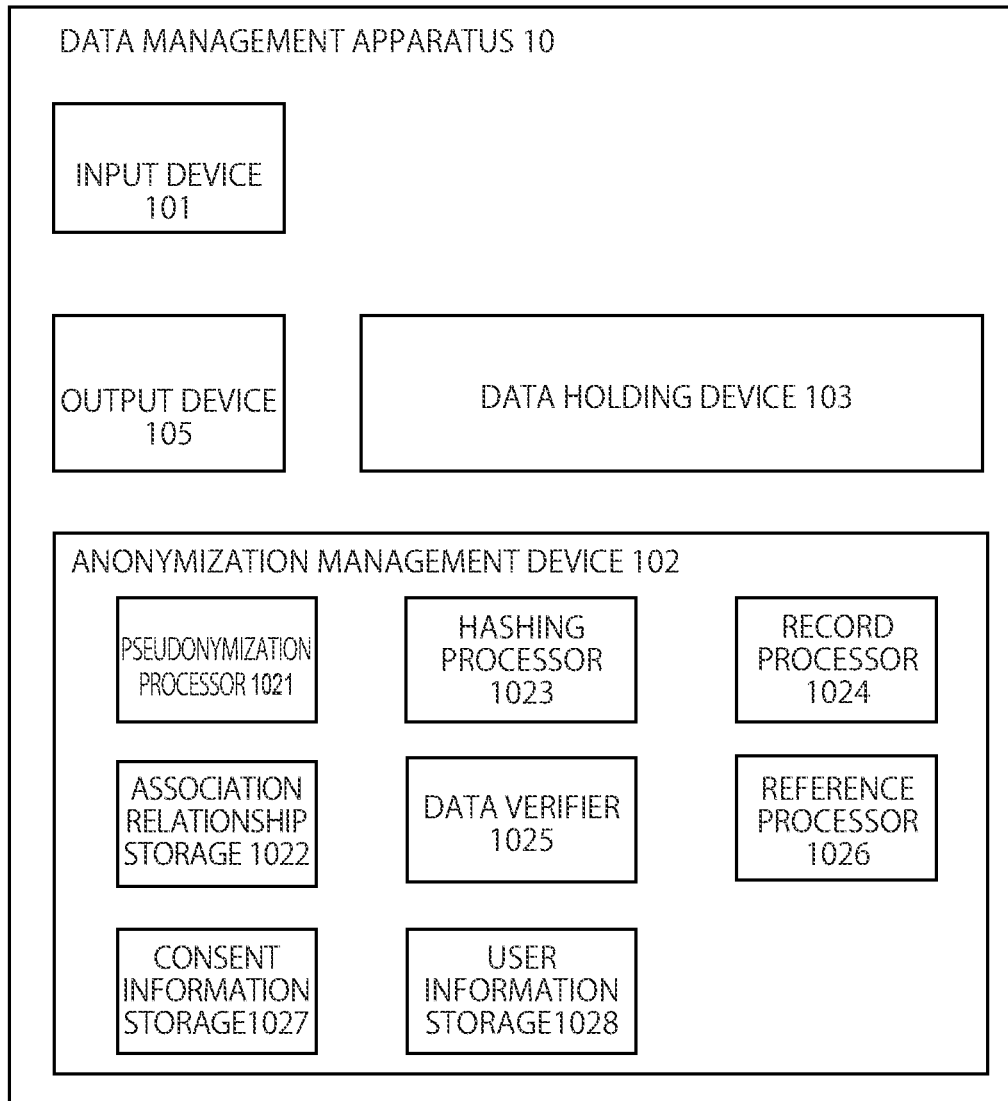 DATA MANAGEMENT APPARATUS 10
INPUT DEVICE
101
OUTPUT DEVICE
105
DATA HOLDING DEVICE 103
ANONYMIZATION MANAGEMENT DEVICE 102
PSEUDONYMIZATION
PROCESSOR 1021
HASHING
PROCESSOR
1023
RECORD
PROCESSOR
1024
ASSOCIATION
RELATIONSHIP
STORAGE 1022
DATA VERIFIER
1025
REFERENCE
PROCESSOR
1026
CONSENT
INFORMATION
STORAGE1027
USER
INFORMATION
STORAGE1028